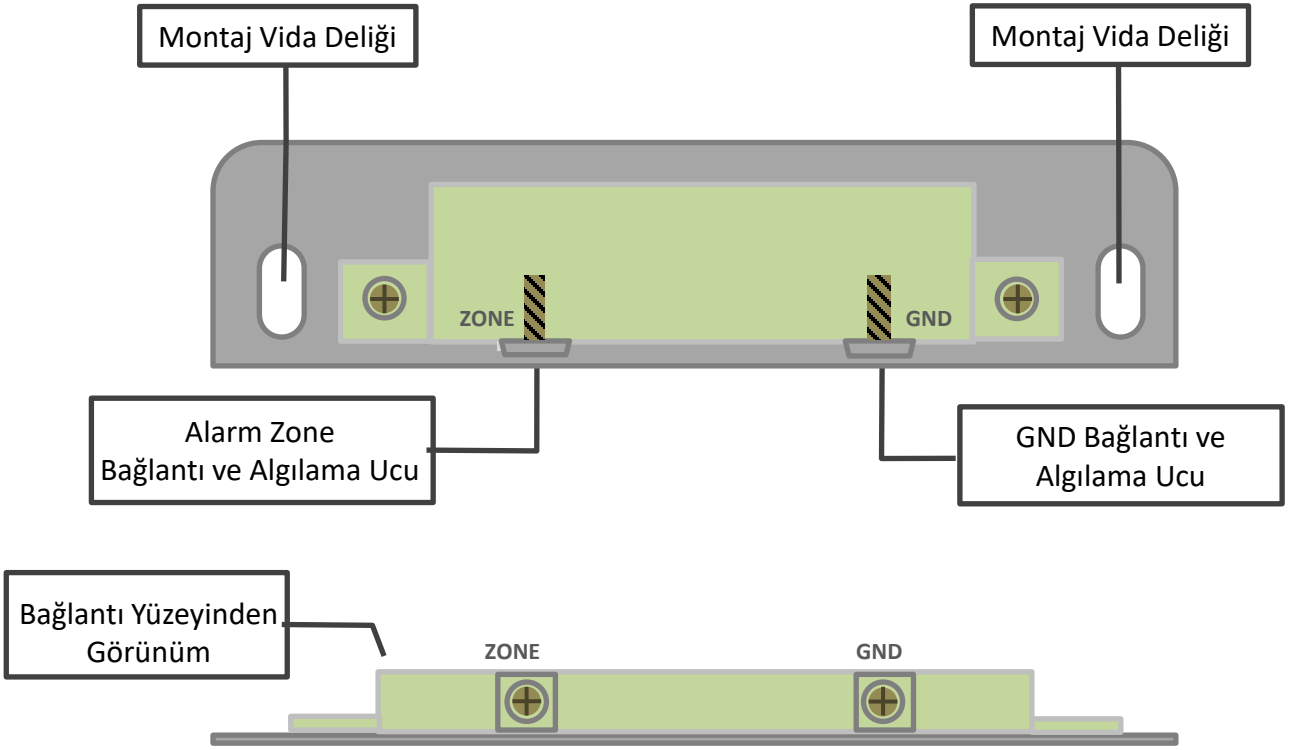 Montaj Vida Deliği
Montaj Vida Deliği
ZONE
GND
Alarm Zone
Bağlantı ve Algılama Ucu
GND Bağlantı ve
Algılama Ucu
Bağlantı Yüzeyinden
Görünüm
ZONE
GND